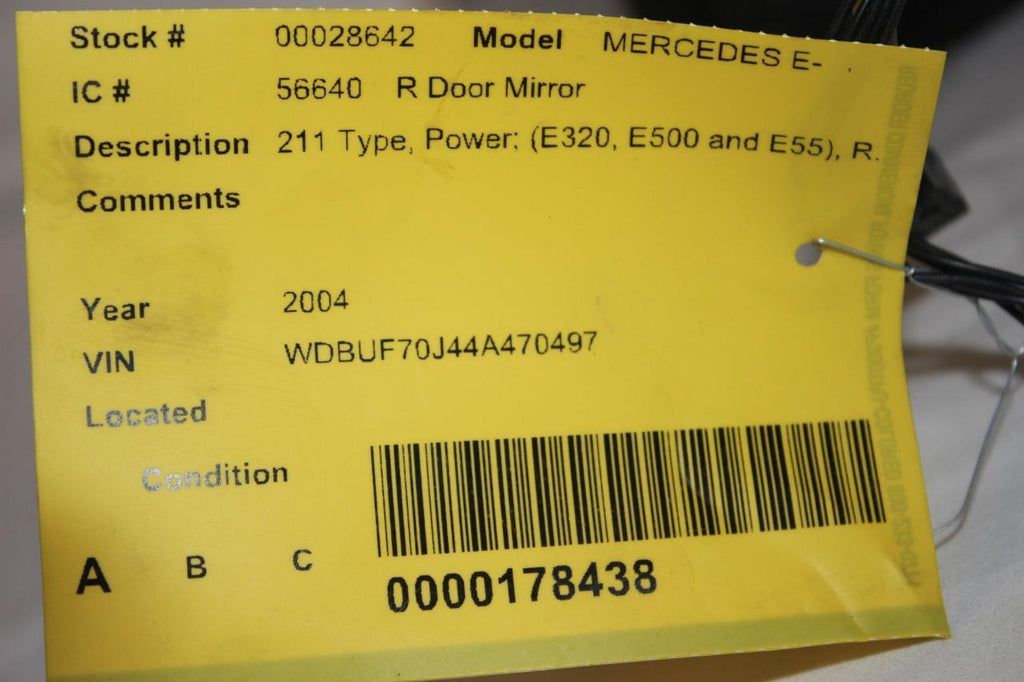 Stock # 00028642 Model MERCEDES E-
IC # 56640 R Door Mirror
Description 211 Type, Power; (E320, E500 and E55), R.
Comments
Year 2004
VIN WDBUF70J44A470497
Located
Condition
A B C
0000178438